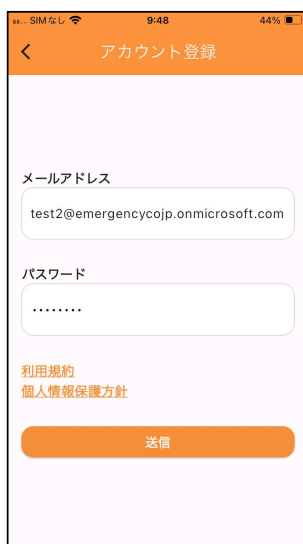 SIMなし 9:48 44%
アカウント登録
メールアドレス
test2@emergencycojp.onmicrosoft.com
パスワード
••••••••
利用規約
個人情報保護方針
送信